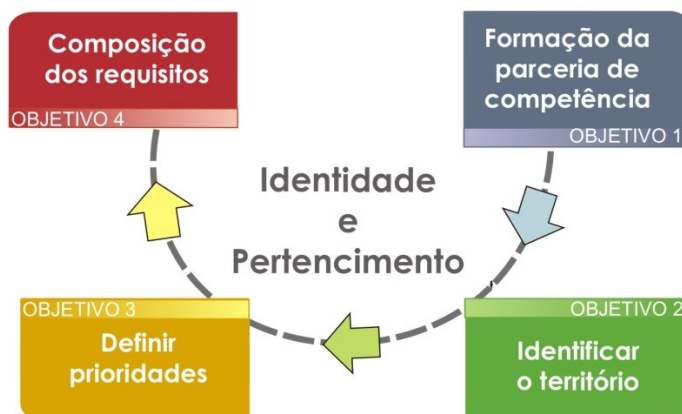 Composição
dos requisitos
OBJETIVO 4
Formação da
parceria de
competência
OBJETIVO 1
Identidade
e
Pertencimento
OBJETIVO 3
Definir
prioridades
OBJETIVO 2
Identificar
o território